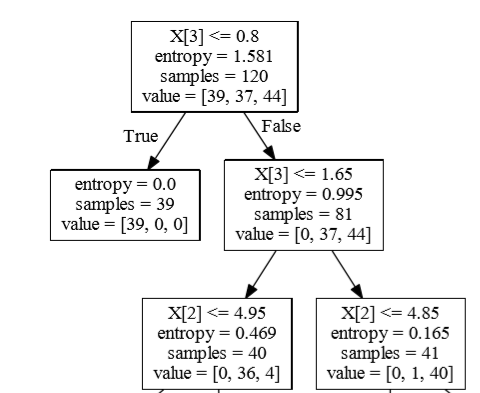 X[3] <= 0.8
entropy = 1.581
samples = 120
value = [39, 37, 44]
True
False
entropy = 0.0
samples = 39
value = [39, 0, 0]
X[3] <= 1.65
entropy = 0.995
samples = 81
value = [0, 37, 44]
X[2] <= 4.95
entropy = 0.469
samples = 40
value = [0, 36, 4]
X[2] <= 4.85
entropy = 0.165
samples = 41
value = [0, 1, 40]